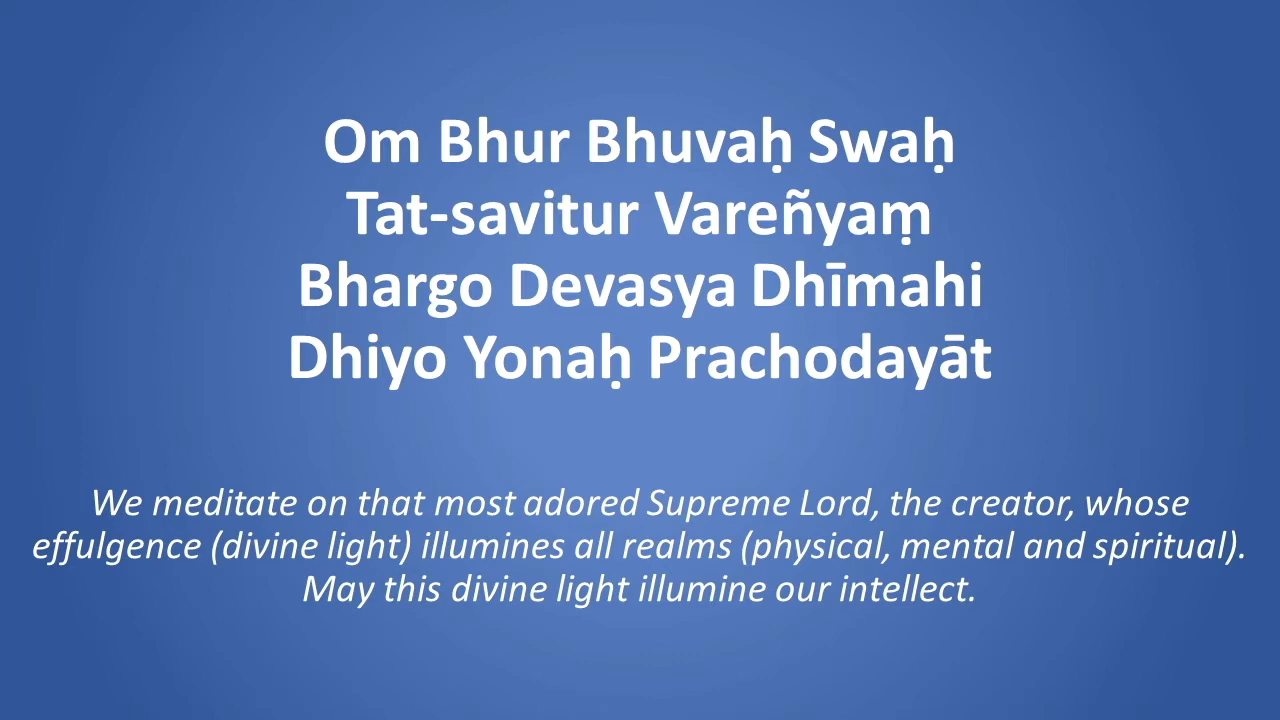 Om Bhur Bhuvaḥ Swaḥ
Tat-savitur Vareñyaṃ
Bhargo Devasya Dhīmahi
Dhiyo Yonaḥ Prachodayāt
We meditate on that most adored Supreme Lord, the creator, whose
effulgence (divine light) illumines all realms (physical, mental and spiritual).
May this divine light illumine our intellect.